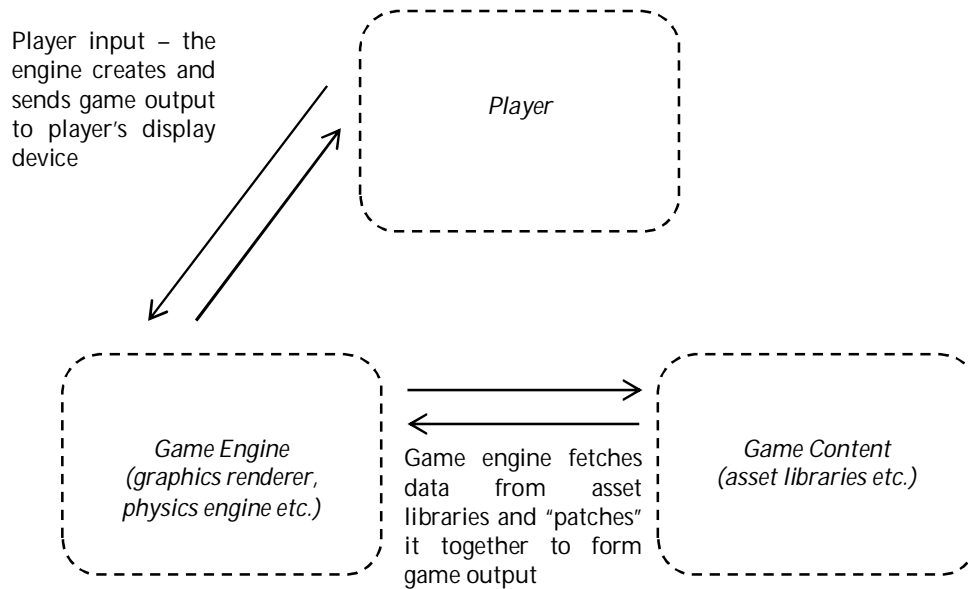 Player input – the
engine creates and
sends game output
to player’s display
device
Player
Game Engine
(graphics renderer,
physics engine etc.)
Game engine fetches
data from asset
libraries and “patches”
it together to form
game output
Game Content
(asset libraries etc.)